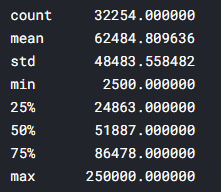 count 32254.000000
mean 62484.809636
std 48483.558482
min 2500.000000
25% 24863.000000
50% 51887.000000
75% 86478.000000
max 250000.000000